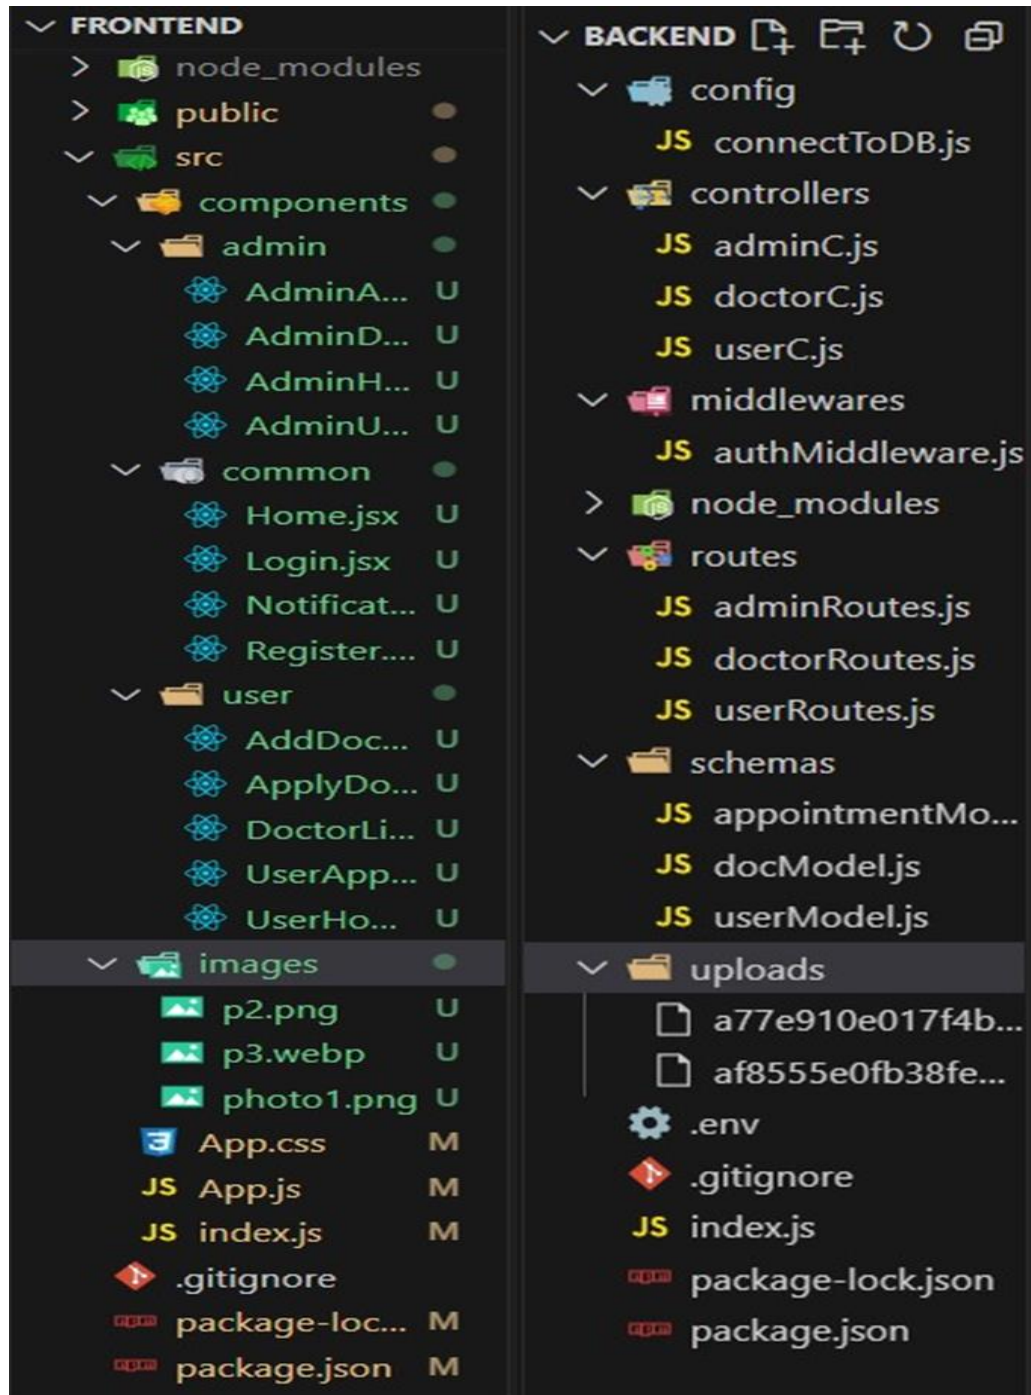 FRONTEND
node_modules
public
src
components
admin
AdminA... U
AdminD... U
AdminH... U
AdminU... U
common
Home.jsx U
Login.jsx U
Notificat... U
Register.... U
user
AddDoc... U
ApplyDo... U
DoctorLi... U
UserApp... U
UserHo... U
images
p2.png U
p3.webp U
photo1.png U
App.css M
JS App.js M
JS index.js M
.gitignore
package-loc... M
package.json M
BACKEND
config
JS connectToDB.js
controllers
JS adminC.js
JS doctorC.js
JS userC.js
middlewares
JS authMiddleware.js
node_modules
routes
JS adminRoutes.js
JS doctorRoutes.js
JS userRoutes.js
schemas
JS appointmentMo...
JS docModel.js
JS userModel.js
uploads
a77e910e017f4b...
af8555e0fb38fe...
.env
.gitignore
JS index.js
package-lock.json
package.json